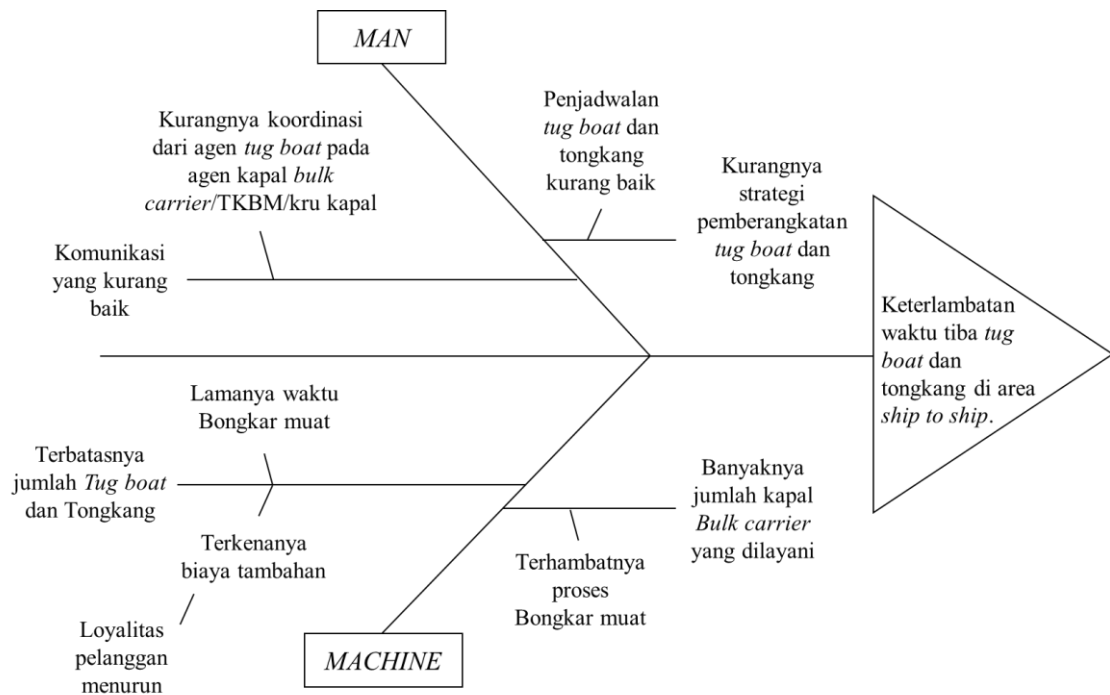 MAN
Kurangnya koordinasi
dari agen tug boat pada
agen kapal bulk
carrier/TKBM/kru kapal
Komunikasi
yang kurang
baik
Penjadwalan
tug boat dan
tongkang
kurang baik
Kurangnya
strategi
pemberangkatan
tug boat dan
tongkang
Keterlambatan
waktu tiba tug
boat dan
tongkang di area
ship to ship.
Lamanya waktu
Bongkar muat
Terbatasnya
jumlah Tug boat
dan Tongkang
Terkenanya
biaya tambahan
Loyalitas
pelanggan
menurun
Banyaknya
jumlah kapal
Bulk carrier
yang dilayani
Terhambatnya
proses
Bongkar muat
MACHINE